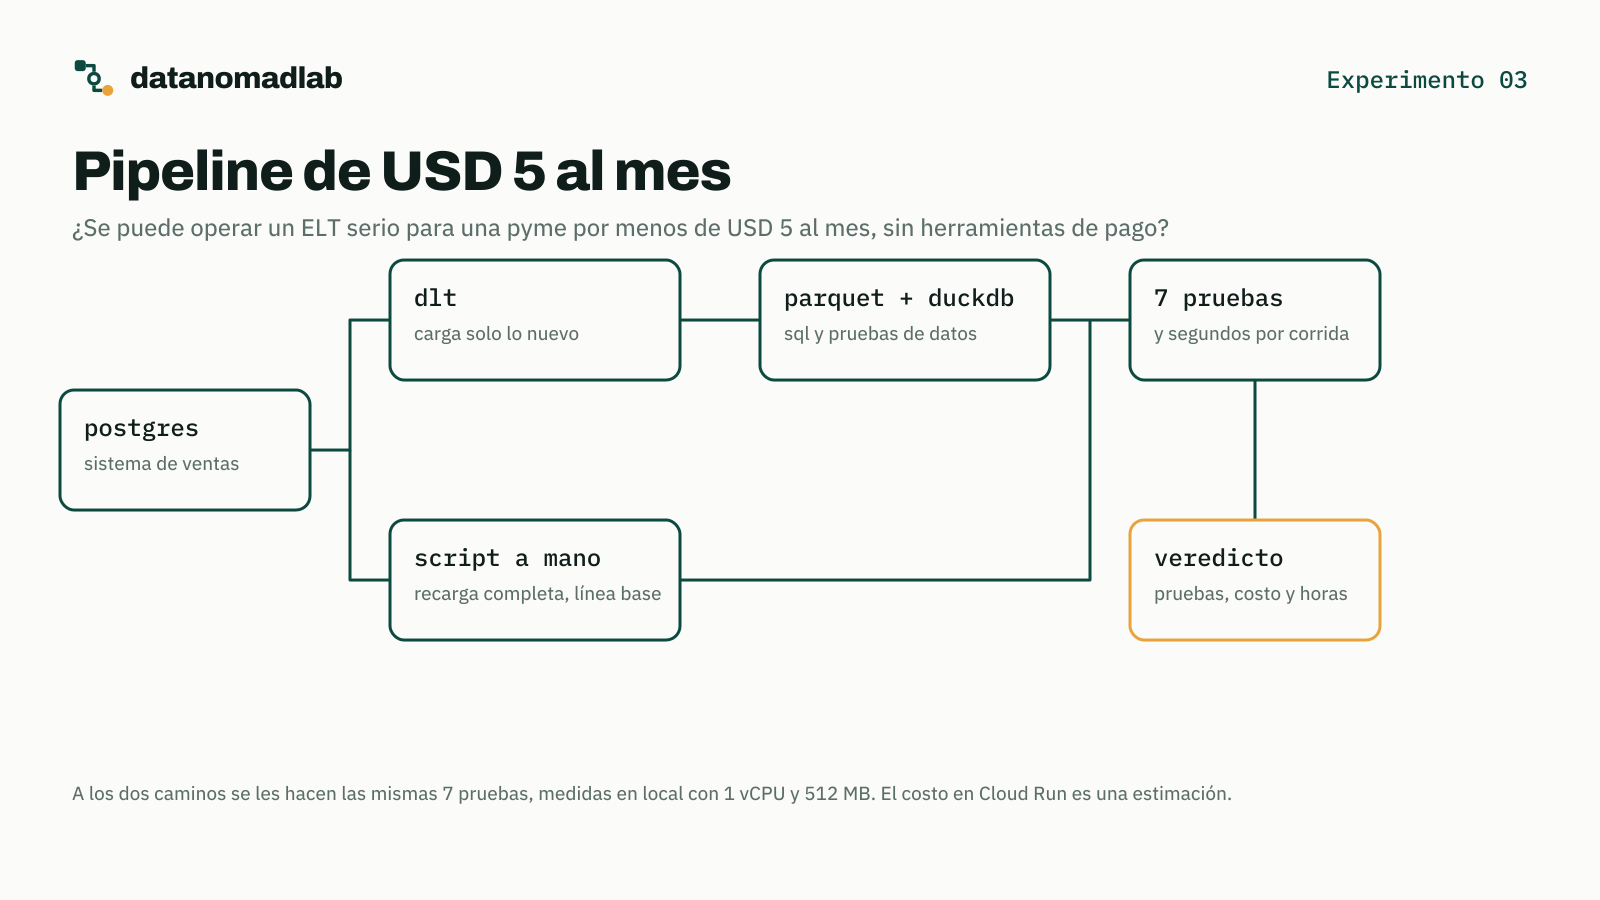 datanomadlab
Experimento 03
Pipeline de USD 5 al mes
¿Se puede operar un ELT serio para una pyme por menos de USD 5 al mes, sin herramientas de pago?
dlt
carga solo lo nuevo
parquet + duckdb
sql y pruebas de datos
7 pruebas
y segundos por corrida
postgres
sistema de ventas
script a mano
recarga completa, línea base
veredicto
pruebas, costo y horas
A los dos caminos se les hacen las mismas 7 pruebas, medidas en local con 1 vCPU y 512 MB. El costo en Cloud Run es una estimación.